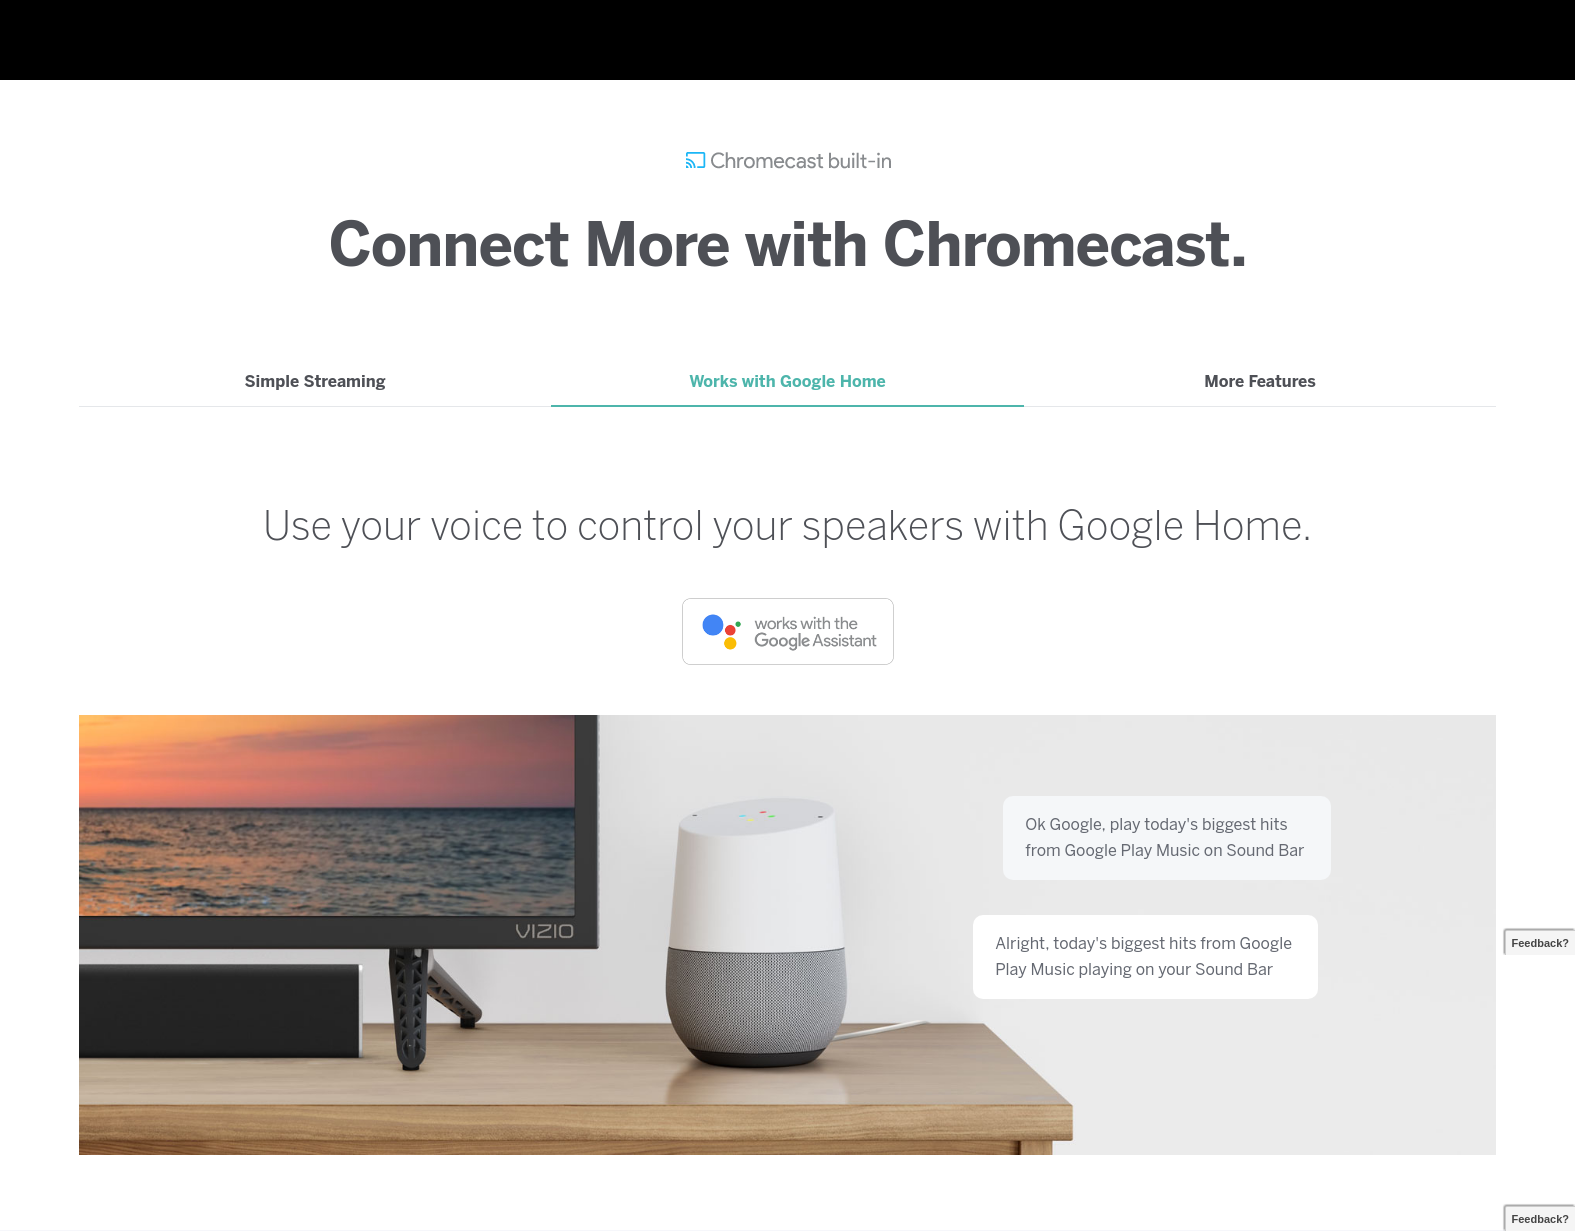 Chromecast built-in
Connect More with Chromecast.
Simple Streaming
Works with Google Home
More Features
Use your voice to control your speakers with Google Home.
works with the
Google Assistant
Ok Google, play today's biggest hits
from Google Play Music on Sound Bar
VIZIO
Alright, today's biggest hits from Google
Play Music playing on your Sound Bar
Feedback?
Feedback?